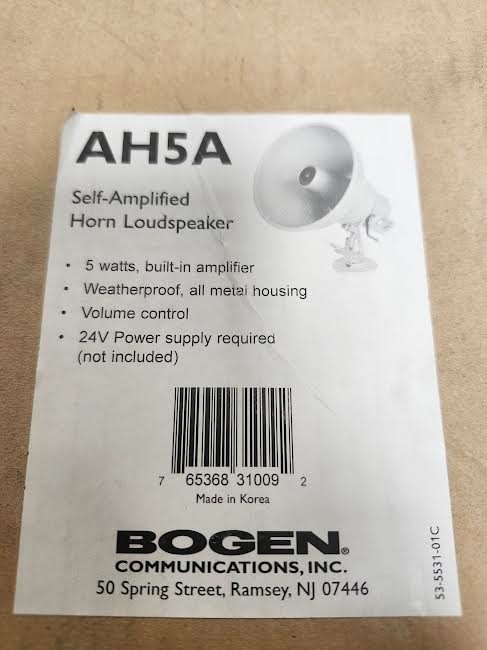 AH5A
Self-Amplified
Horn Loudspeaker
• 5 watts, built-in amplifier
• Weatherproof, all metal housing
• Volume control
• 24V Power supply required
(not included)
7 65368 31009 2
Made in Korea
BOGEN®
COMMUNICATIONS, INC.
50 Spring Street, Ramsey, NJ 07446
53-5531-01C